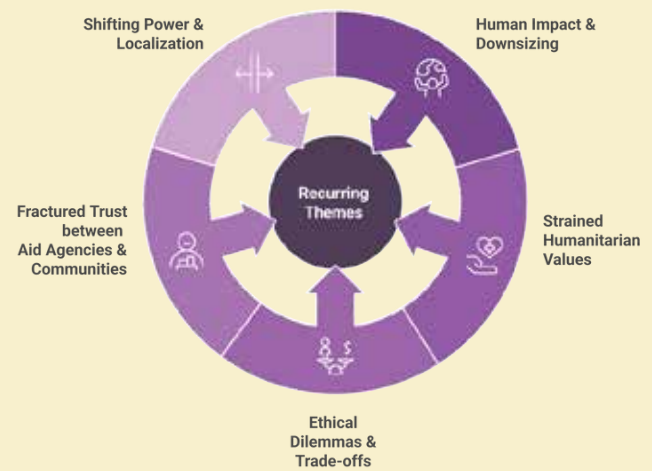 Shifting Power &
Localization
Human Impact &
Downsizing
Recurring
Themes
Fractured Trust
between
Aid Agencies &
Communities
Strained
Humanitarian
Values
$
Ethical
Dilemmas &
Trade-offs